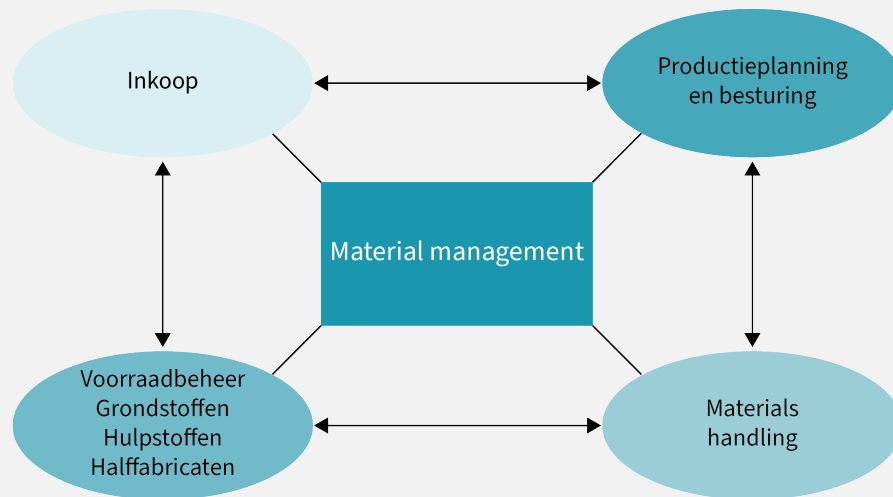 Inkoop
Productieplanning
en besturing
Material management
Voorraadbeheer
Grondstoffen
Hulpstoffen
Halffabricaten
Materials
handling